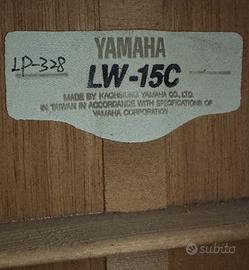 YAMAHA
LP-328
LW-15C
MADE BY KAOHSIUNG YAMAHA CO., LTD.
IN TAIWAN IN ACCORDANCE WITH SPECIFICATIONS OF
YAMAHA CORPORATION
subito